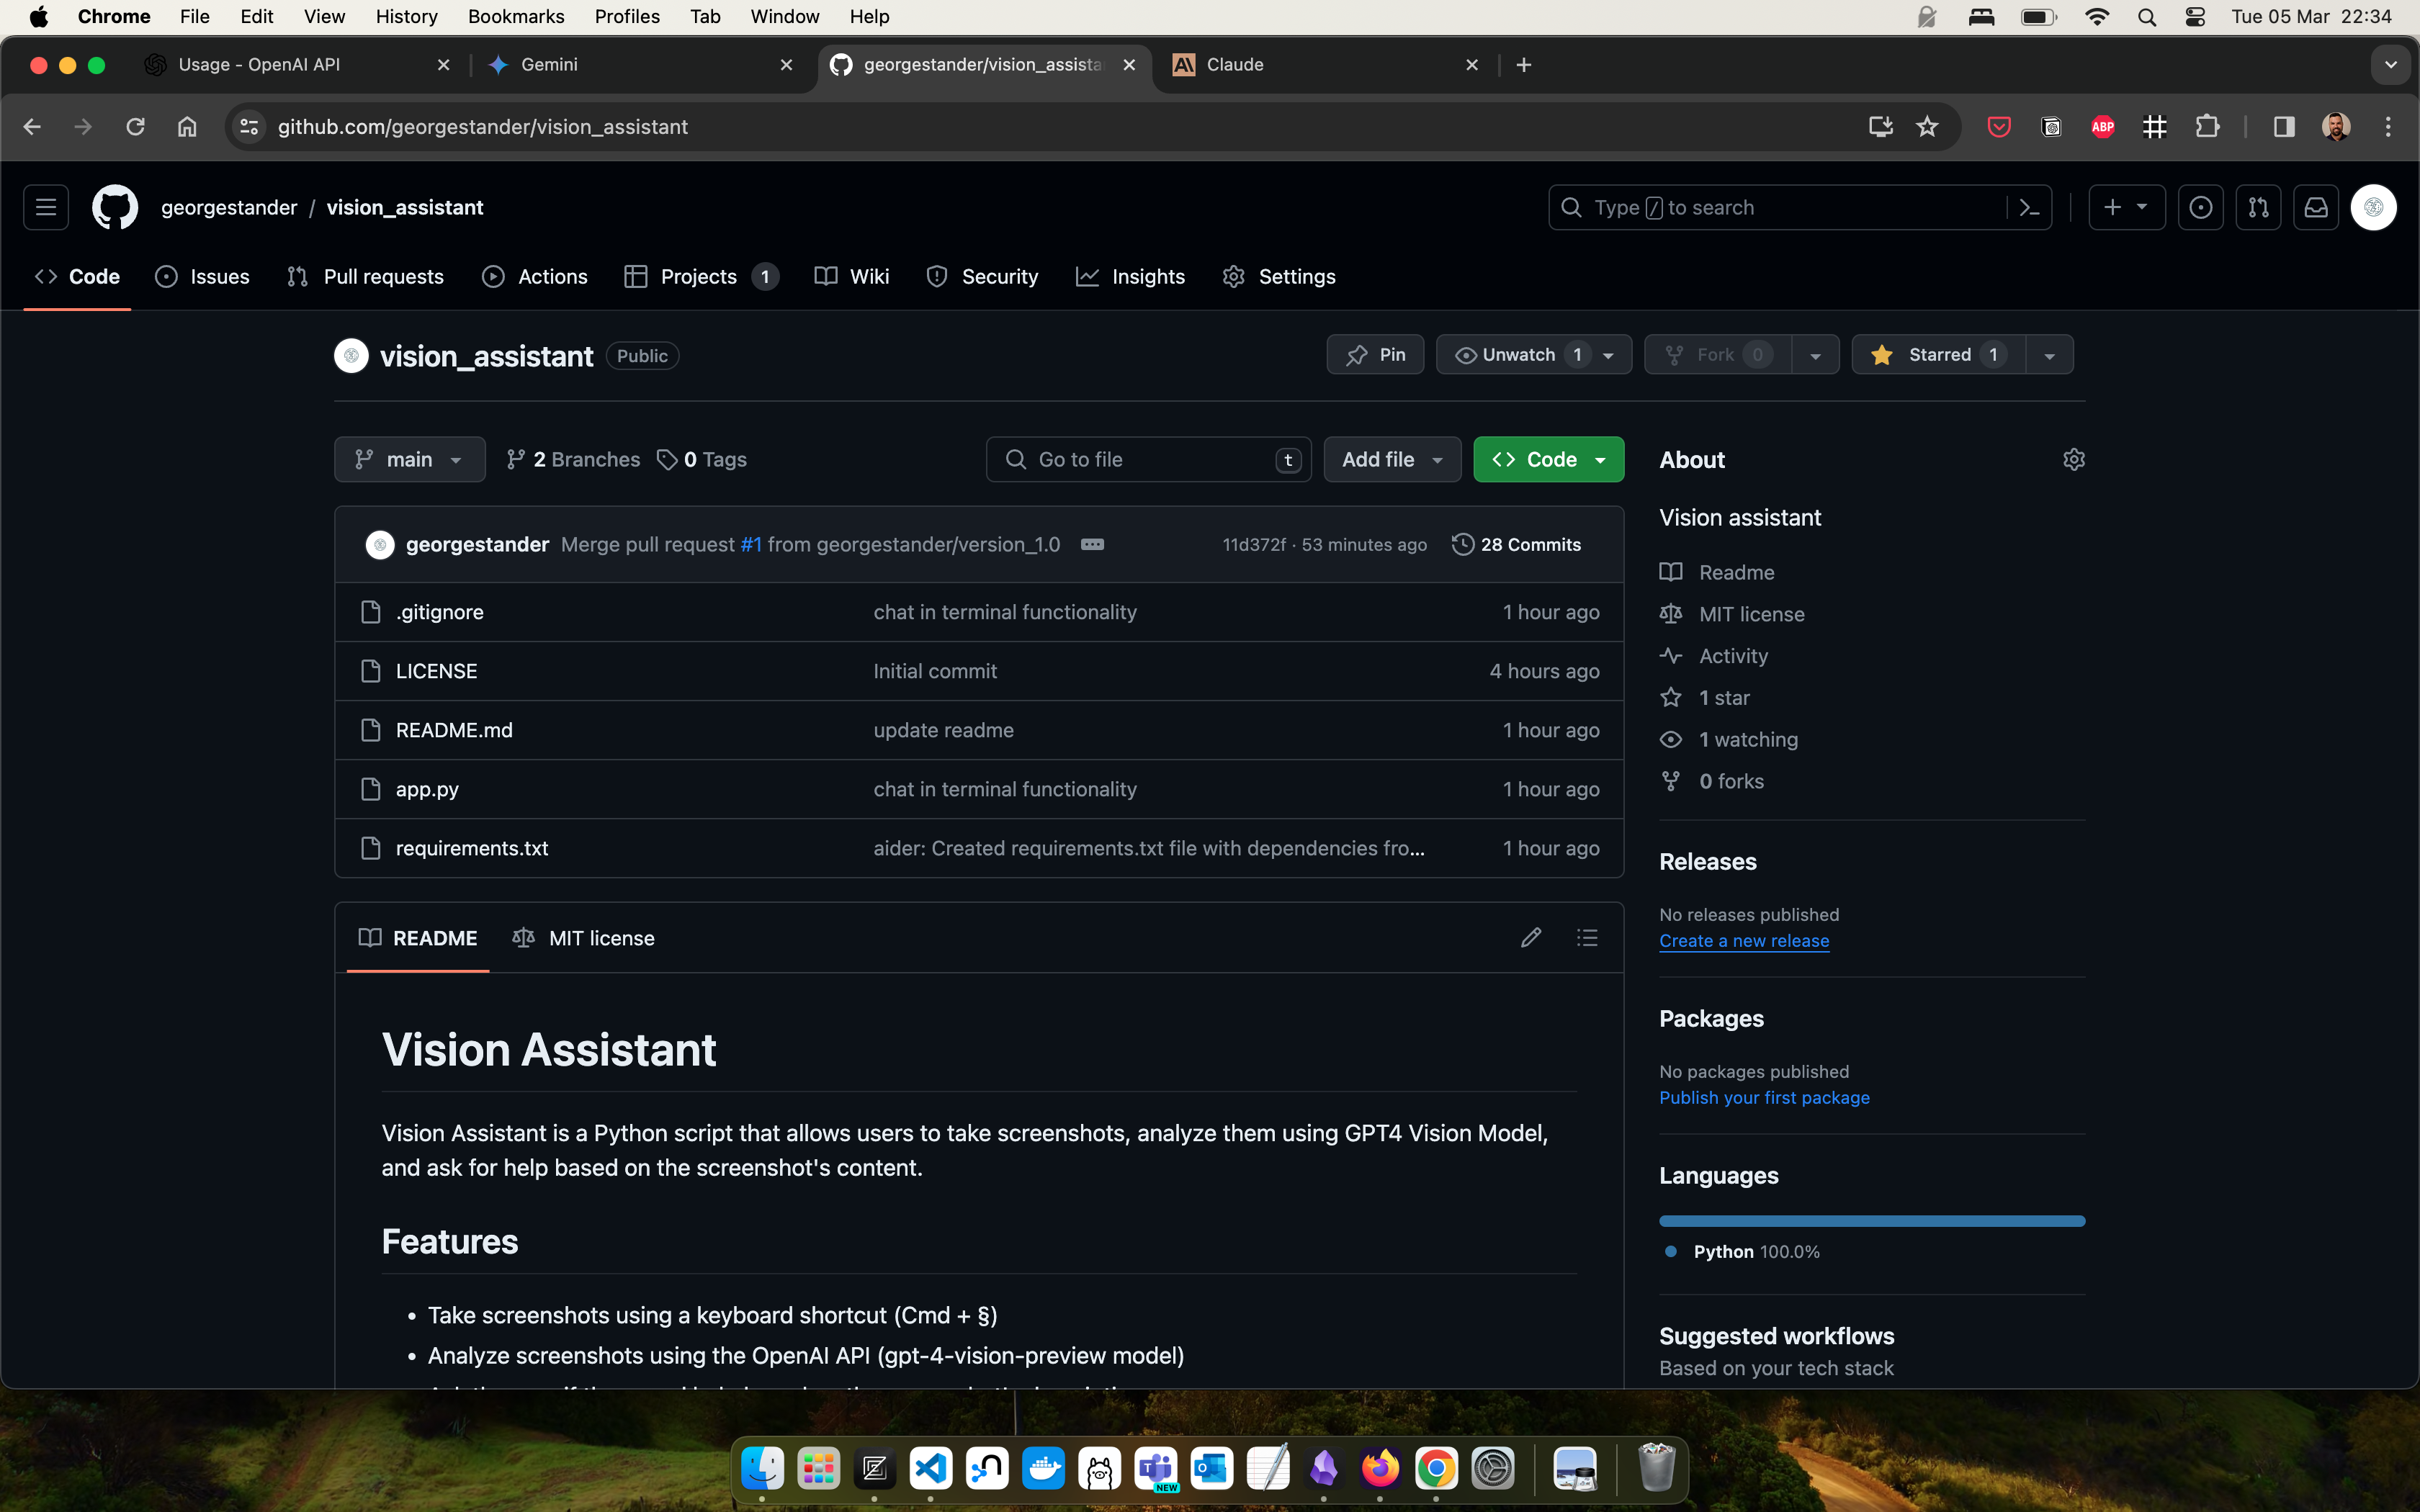 Chrome File Edit View History Bookmarks Profiles Tab Window Help Tue 05 Mar 22:34
Usage - OpenAI API Gemini georgestander/vision_assista Claude
github.com/georgestander/vision_assistant ABP
georgestander / vision_assistant Type / to search
Code Issues Pull requests Actions Projects 1 Wiki Security Insights Settings
vision_assistant Public Pin Unwatch 1 Fork 0 Starred 1
main 2 Branches 0 Tags Go to file t Add file Code
georgestander Merge pull request #1 from georgestander/version_1.0 11d372f · 53 minutes ago 28 Commits
.gitignore chat in terminal functionality 1 hour ago
LICENSE Initial commit 4 hours ago
README.md update readme 1 hour ago
app.py chat in terminal functionality 1 hour ago
requirements.txt aider: Created requirements.txt file with dependencies fro... 1 hour ago
README MIT license
Vision Assistant
Vision Assistant is a Python script that allows users to take screenshots, analyze them using GPT4 Vision Model,
and ask for help based on the screenshot's content.
Features
• Take screenshots using a keyboard shortcut (Cmd + §)
• Analyze screenshots using the OpenAI API (gpt-4-vision-preview model)
About
Vision assistant
Readme
MIT license
Activity
1 star
1 watching
0 forks
Releases
No releases published
Create a new release
Packages
No packages published
Publish your first package
Languages
Python 100.0%
Suggested workflows
Based on your tech stack
NEW